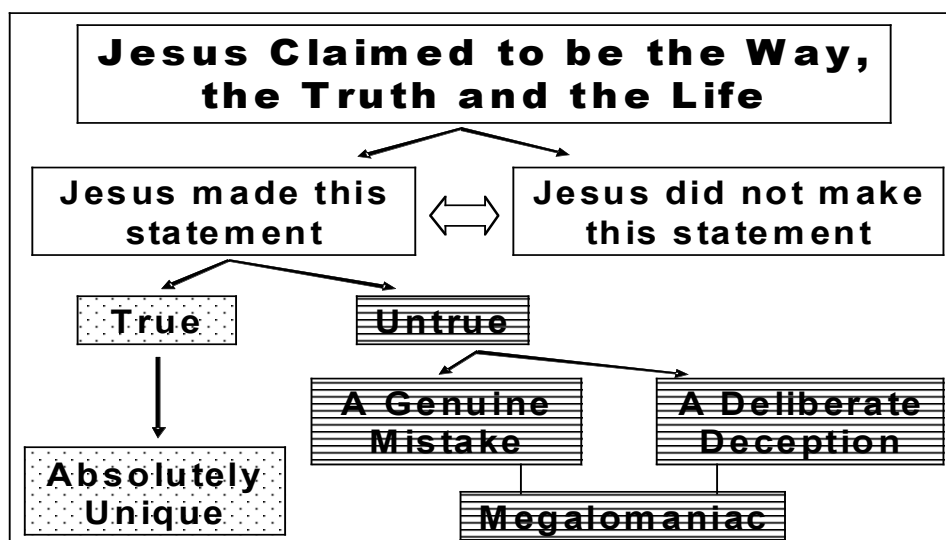 Jesus Claimed to be the Way,
the Truth and the Life
Jesus made this
statement
Jesus did not make
this statement
True
Untrue
A Genuine
Mistake
A Deliberate
Deception
Absolutely
Unique
Megalomaniac